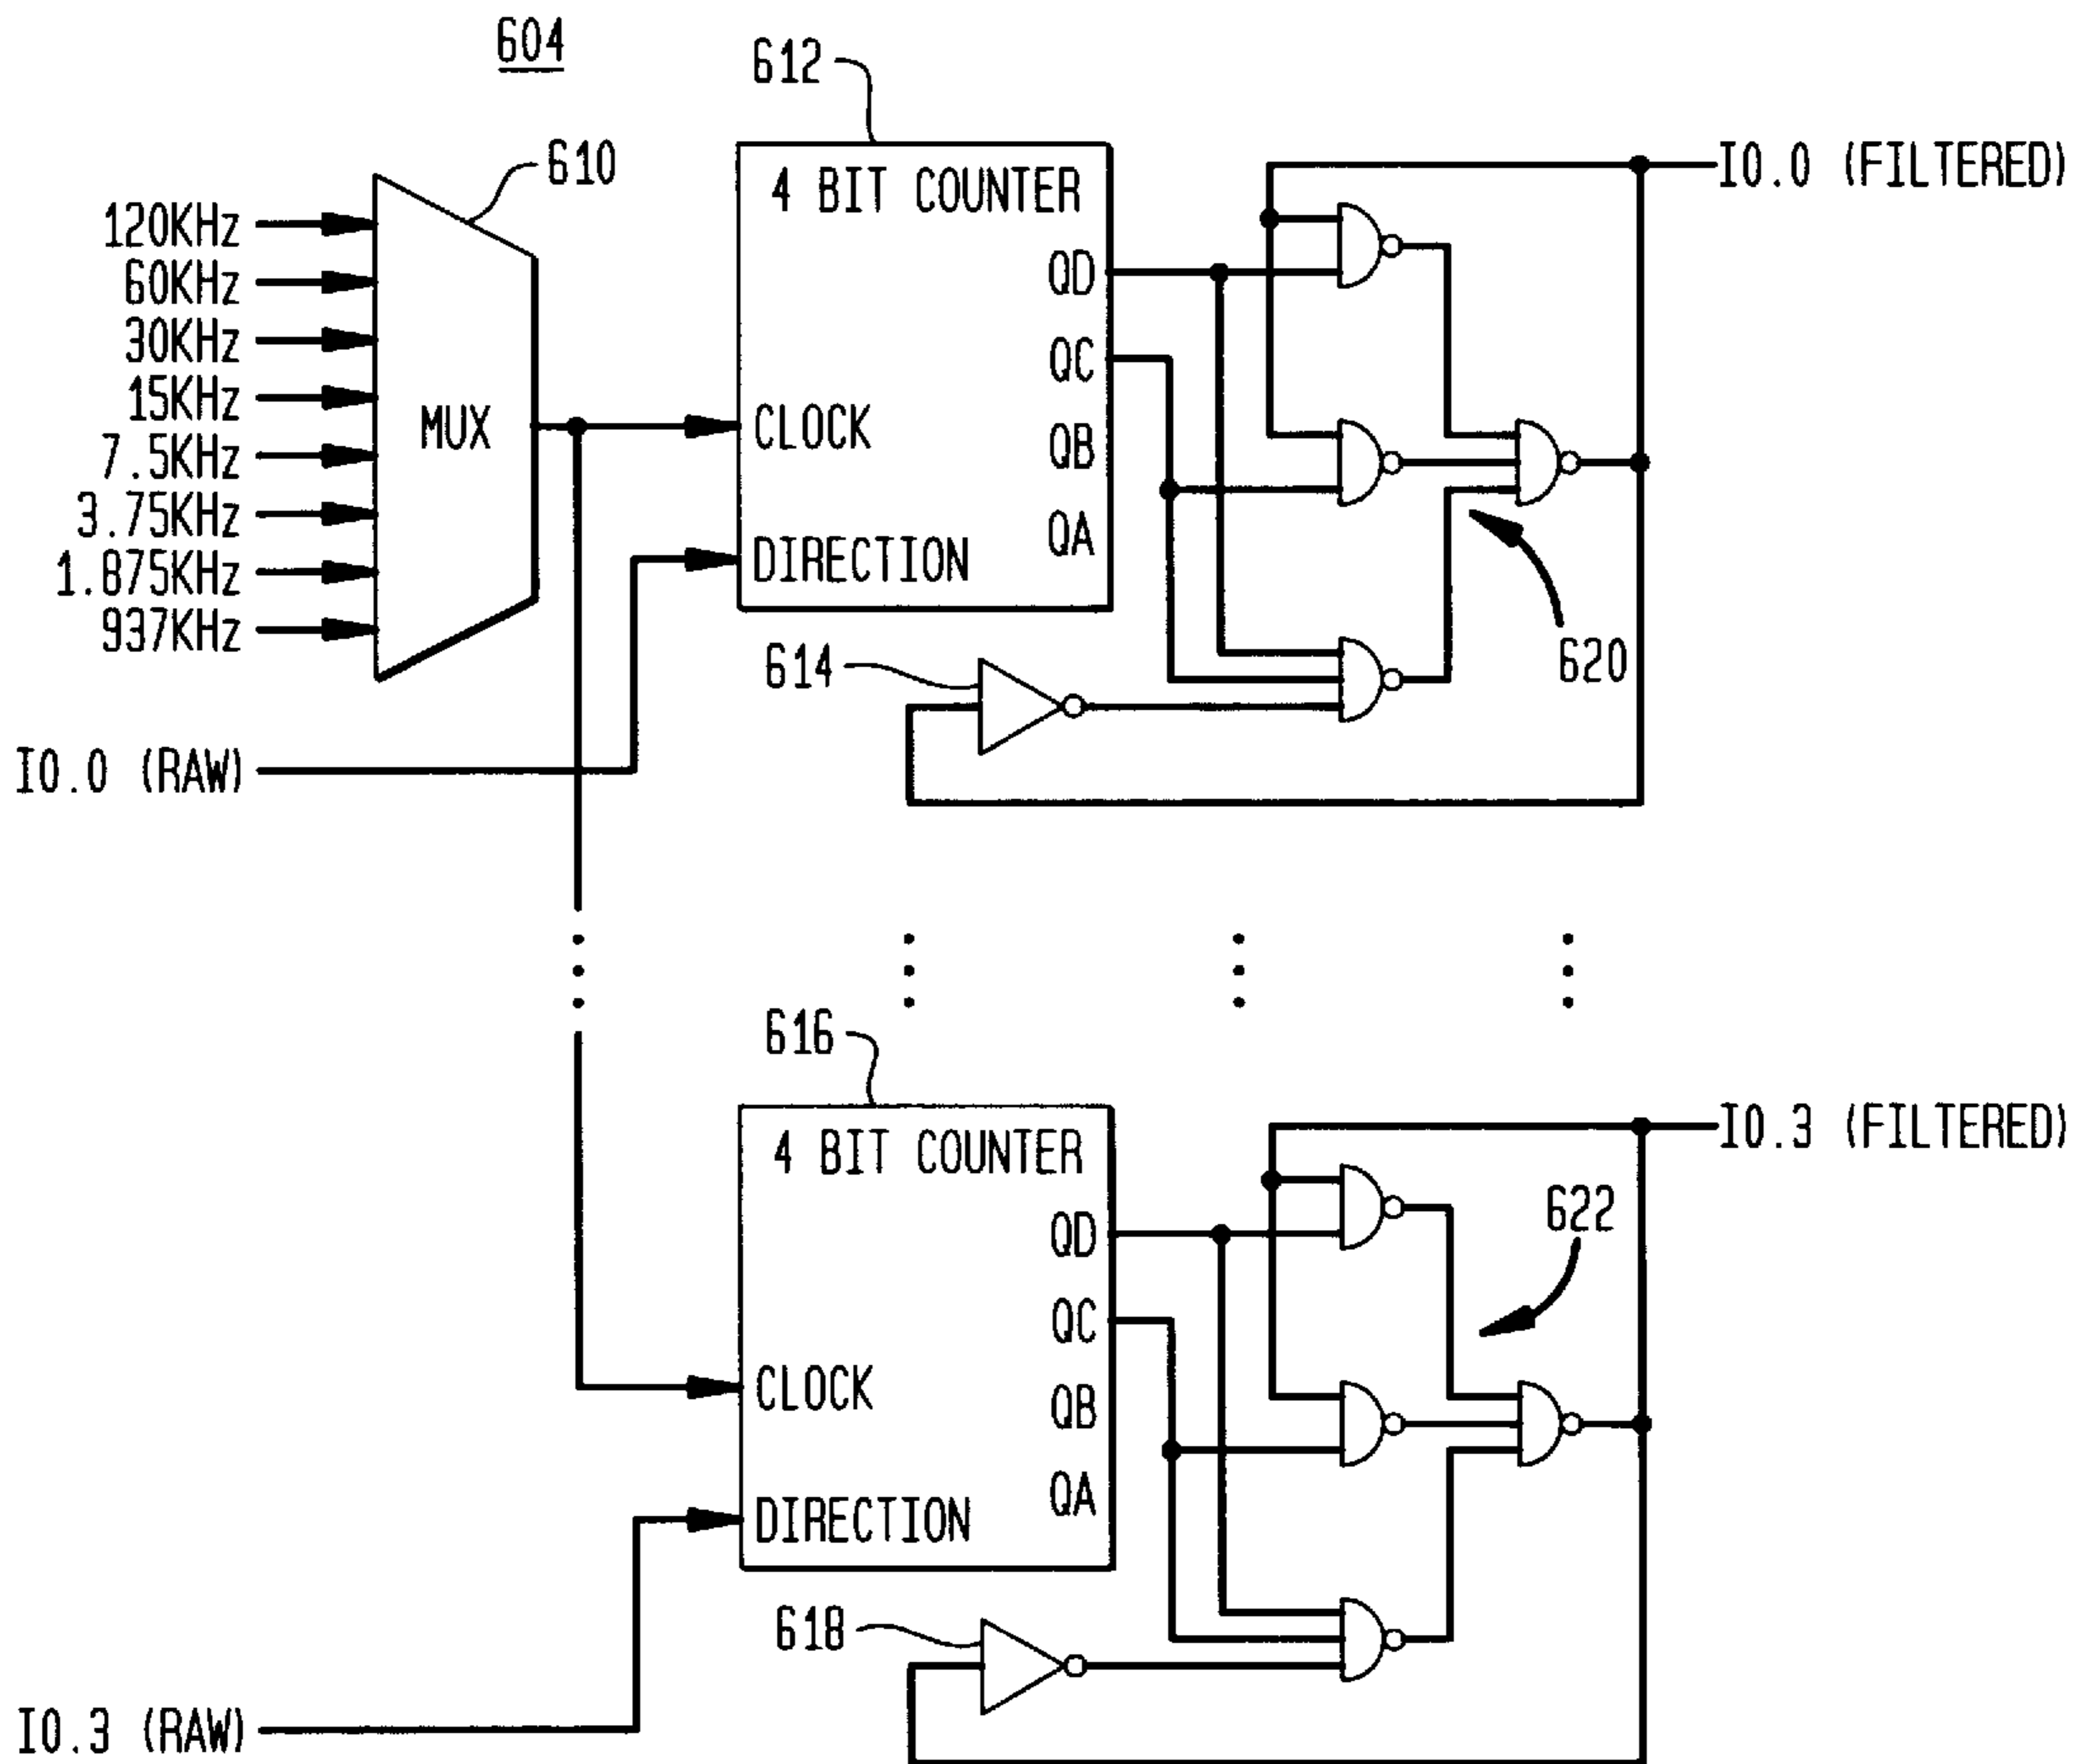 604
612
610
120KHz
60KHz
30KHz
15KHz
7.5KHz
3.75KHz
1.875KHz
937KHz
MUX
4 BIT COUNTER
QD
QC
QB
QA
CLOCK
DIRECTION
I0.0 (FILTERED)
620
614
I0.0 (RAW)
616
4 BIT COUNTER
QD
QC
QB
QA
CLOCK
DIRECTION
I0.3 (FILTERED)
622
618
I0.3 (RAW)